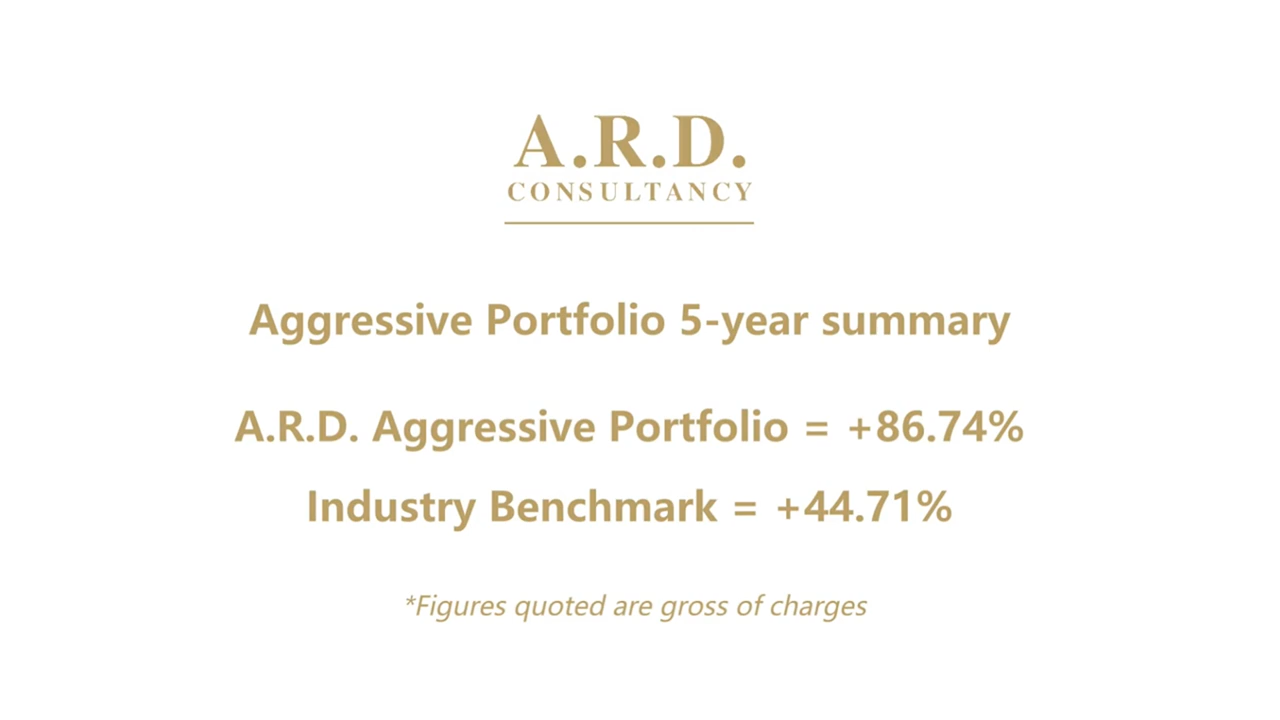 A.R.D.
CONSULTANCY
Aggressive Portfolio 5-year summary
A.R.D. Aggressive Portfolio = +86.74%
Industry Benchmark = +44.71%
*Figures quoted are gross of charges